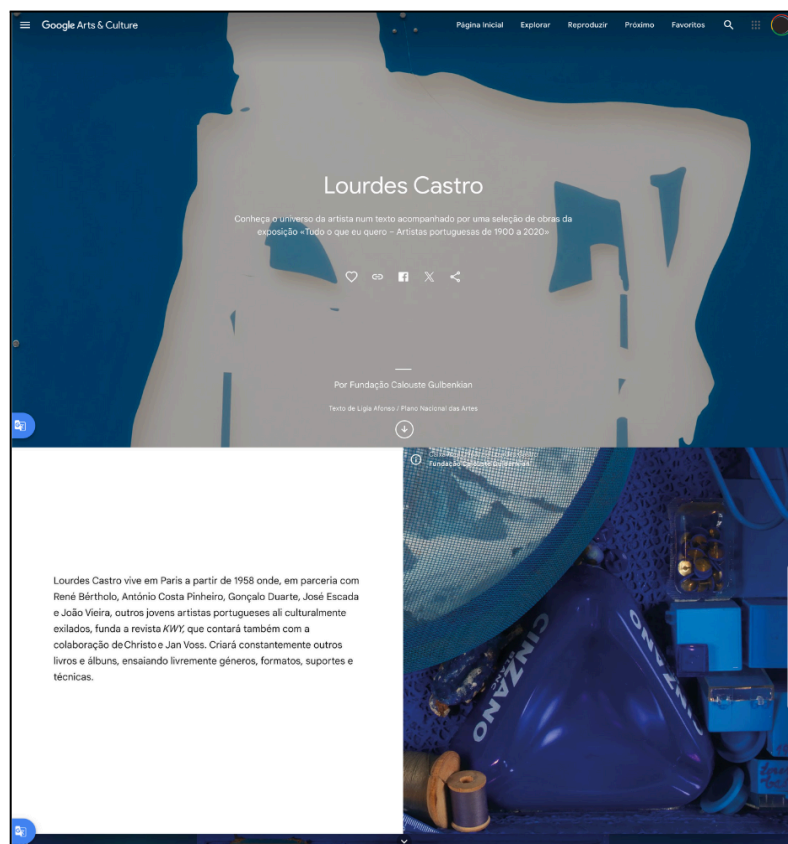 Google Arts & Culture
Página Inicial Explorar Reproduzir Próximo Favoritos
Lourdes Castro
Conheça o universo da artista num texto acompanhado por uma seleção de obras da
exposição «Tudo o que eu quero – Artistas portuguesas de 1900 a 2020»
Por Fundação Calouste Gulbenkian
Texto de Lígia Afonso / Plano Nacional das Artes
Fundação Calouste Gulbenkian
Lourdes Castro vive em Paris a partir de 1958 onde, em parceria com
René Bértholo, António Costa Pinheiro, Gonçalo Duarte, José Escada
e João Vieira, outros jovens artistas portugueses ali culturalmente
exilados, funda a revista KWY, que contará também com a
colaboração de Christo e Jan Voss. Criará constantemente outros
livros e álbuns, ensaiando livremente géneros, formatos, suportes e
técnicas.
CINZANO
CINZANO